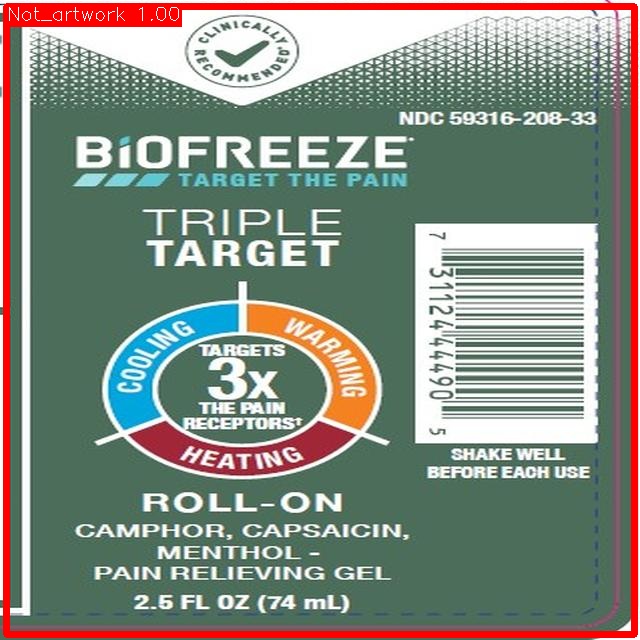 Not_artwork 1.00
CLINICALLY RECOMMENDED
NDC 59316-208-33
BiOFREEZE
TARGET THE PAIN
TRIPLE
TARGET
COOLING
WARMING
HEATING
TARGETS
3x
THE PAIN
RECEPTORS†
7 31124 44490 5
SHAKE WELL
BEFORE EACH USE
ROLL-ON
CAMPHOR, CAPSAICIN,
MENTHOL -
PAIN RELIEVING GEL
2.5 FL OZ (74 mL)